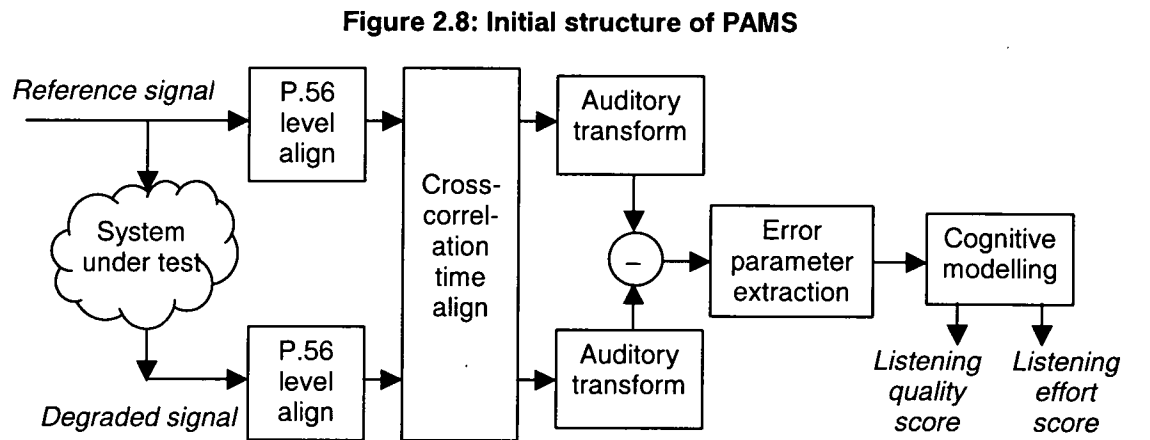 Figure 2.8: Initial structure of PAMS
Reference signal
P.56
level
align
Cross-
correl-
ation
time
align
Auditory
transform
System
under test
Error
parameter
extraction
Cognitive
modelling
P.56
level
align
Auditory
transform
Degraded signal
Listening
quality
score
Listening
effort
score